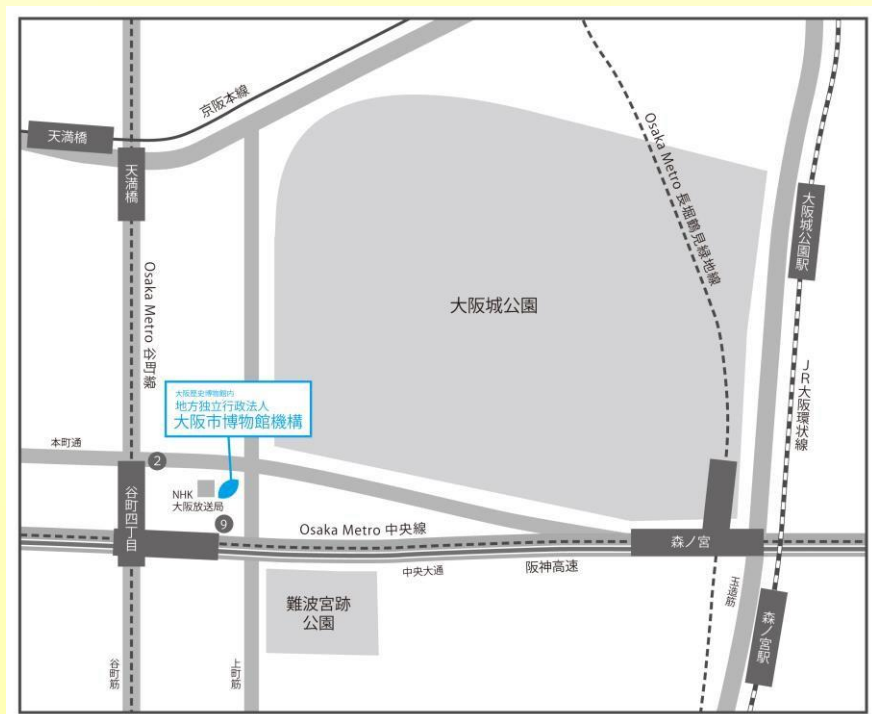 京阪本線
天満橋
天満橋
Osaka Metro 谷町線
Osaka Metro 長堀鶴見緑地線
大阪城公園駅
大阪城公園
JR大阪環状線
大阪歴史博物館内
地方独立行政法人
大阪市博物館機構
本町通
2
NHK
大阪放送局
谷町四丁目
9
Osaka Metro 中央線
森ノ宮
中央大通
阪神高速
難波宮跡
公園
玉造筋
森ノ宮駅
谷町筋
上町筋